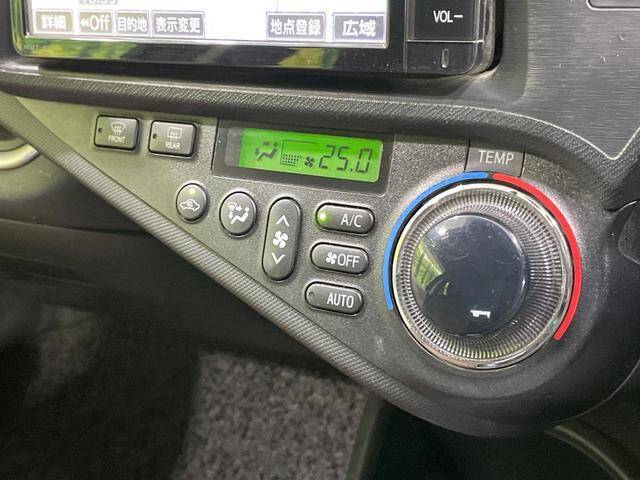 詳細 ◀Off 目的地 表示変更 地点登録 広域
VOL−
FRONT
REAR
25.0
TEMP
A/C
OFF
AUTO